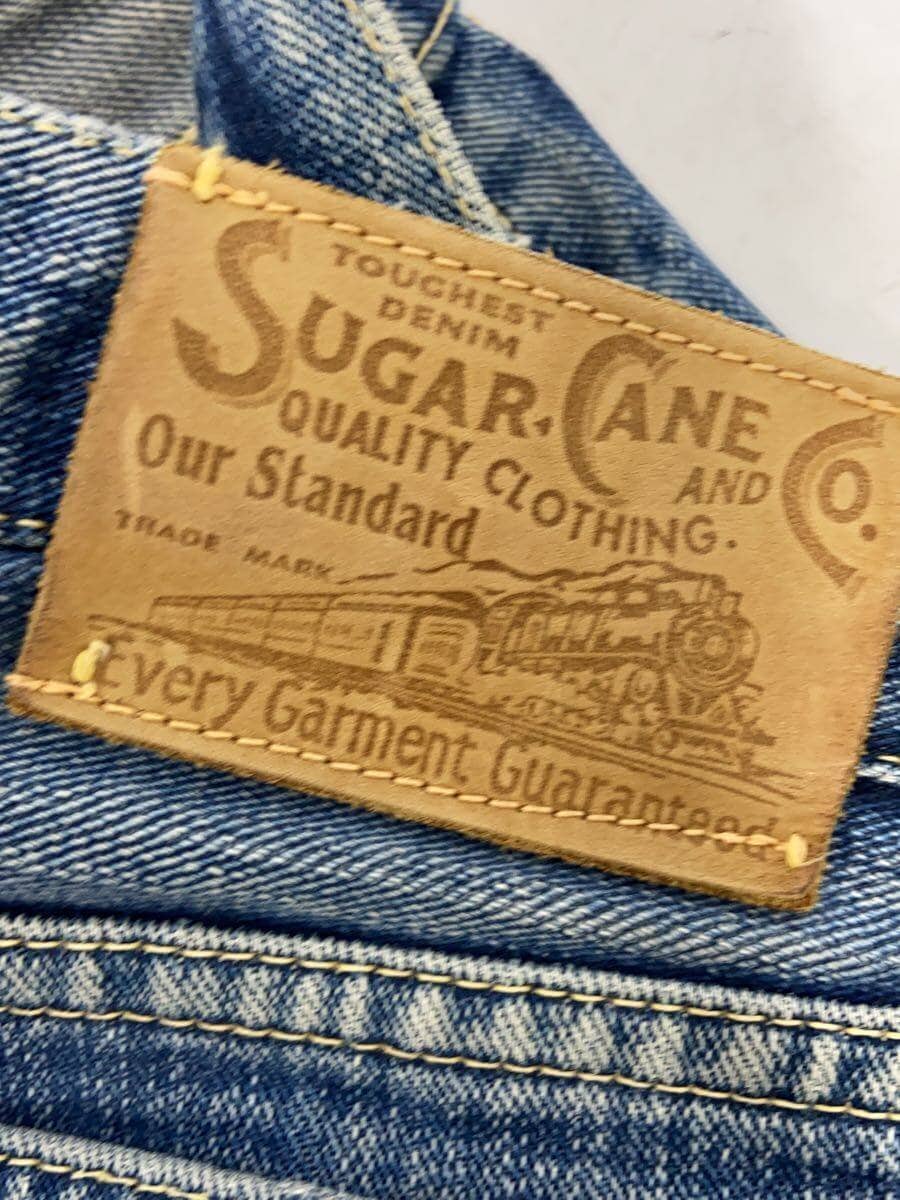 TOUCHEST
DENIM
SUGAR. CANE
AND CO.
QUALITY CLOTHING.
Our Standard
TRADE MARK
Every Garment Guaranteed